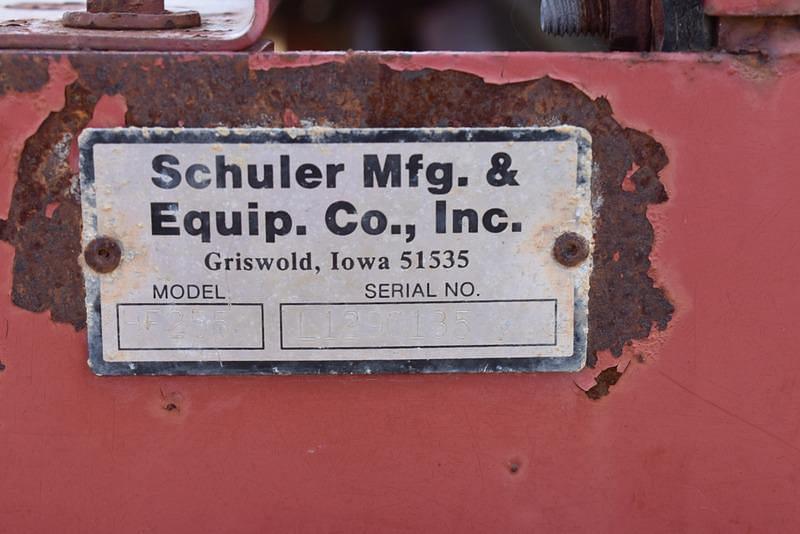 Schuler Mfg. &
Equip. Co., Inc.
Griswold, Iowa 51535
MODEL SERIAL NO.